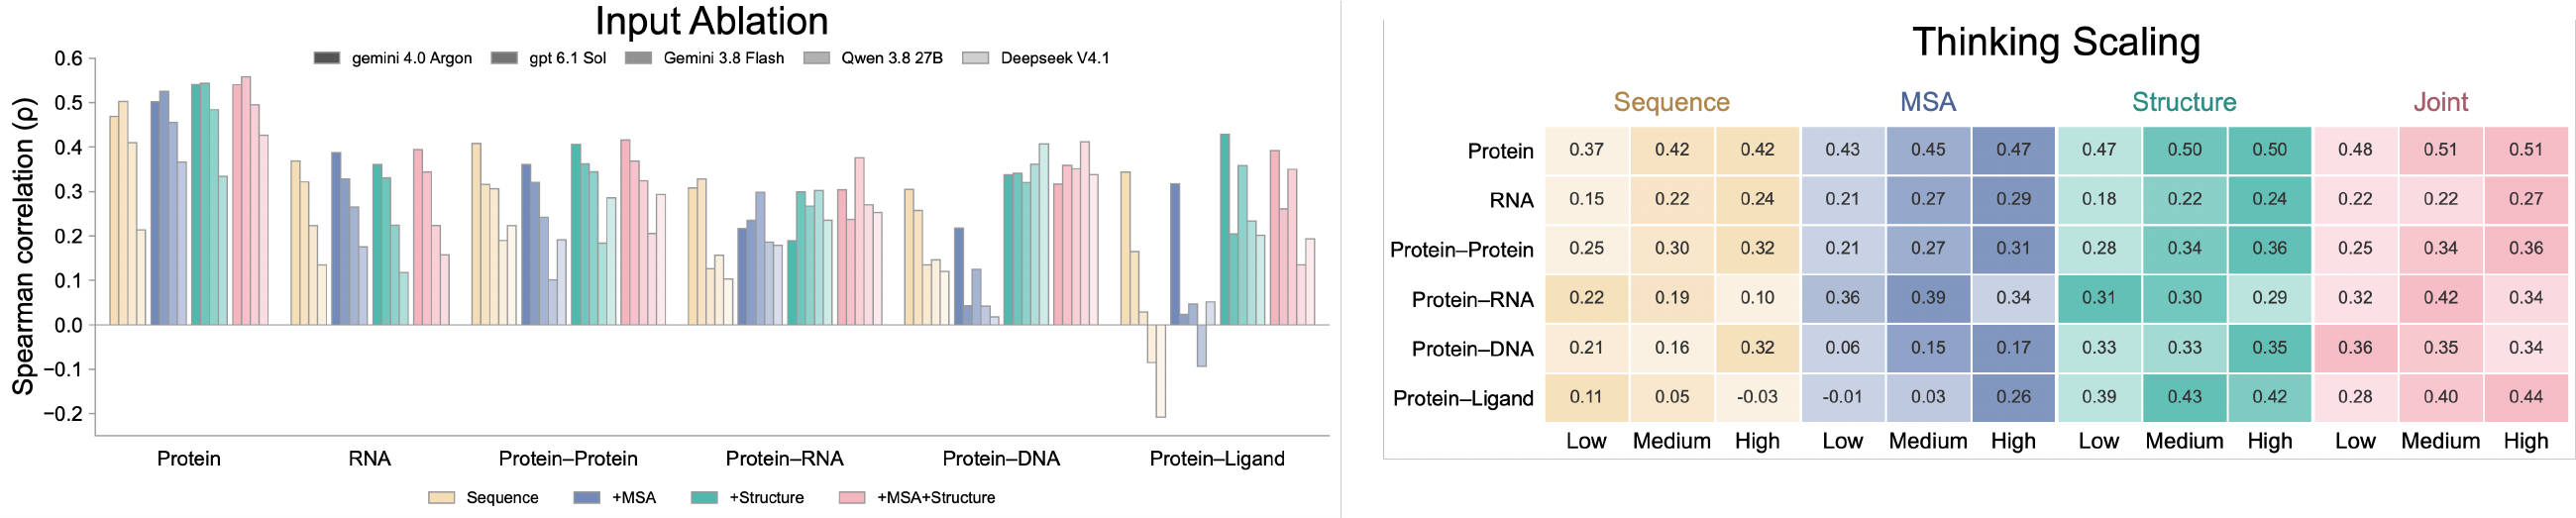 Input Ablation
gemini 4.0 Argon gpt 6.1 Sol Gemini 3.8 Flash Qwen 3.8 27B Deepseek V4.1
Spearman correlation (ρ)
0.6
0.5
0.4
0.3
0.2
0.1
0.0
−0.1
−0.2
Protein RNA Protein–Protein Protein–RNA Protein–DNA Protein–Ligand
Sequence +MSA +Structure +MSA+Structure
Thinking Scaling
Sequence MSA Structure Joint
Protein 0.37 0.42 0.42 0.43 0.45 0.47 0.47 0.50 0.50 0.48 0.51 0.51
RNA 0.15 0.22 0.24 0.21 0.27 0.29 0.18 0.22 0.24 0.22 0.22 0.27
Protein–Protein 0.25 0.30 0.32 0.21 0.27 0.31 0.28 0.34 0.36 0.25 0.34 0.36
Protein–RNA 0.22 0.19 0.10 0.36 0.39 0.34 0.31 0.30 0.29 0.32 0.42 0.34
Protein–DNA 0.21 0.16 0.32 0.06 0.15 0.17 0.33 0.33 0.35 0.36 0.35 0.34
Protein–Ligand 0.11 0.05 -0.03 -0.01 0.03 0.26 0.39 0.43 0.42 0.28 0.40 0.44
Low Medium High Low Medium High Low Medium High Low Medium High